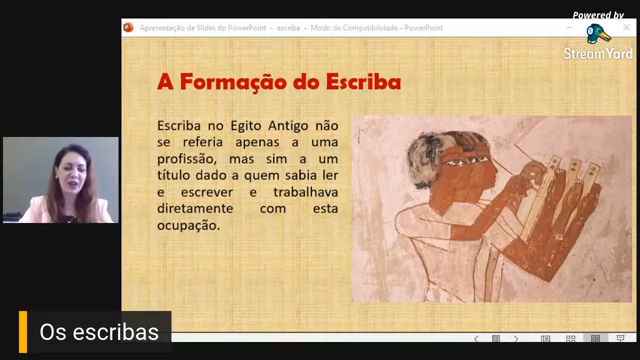 Powered by
StreamYard
Apresentação de Slides do PowerPoint - escriba - Modo de Compatibilidade - PowerPoint
A Formação do Escriba
Escriba no Egito Antigo não
se referia apenas a uma
profissão, mas sim a um
título dado a quem sabia ler
e escrever e trabalhava
diretamente com esta
ocupação.
Os escribas